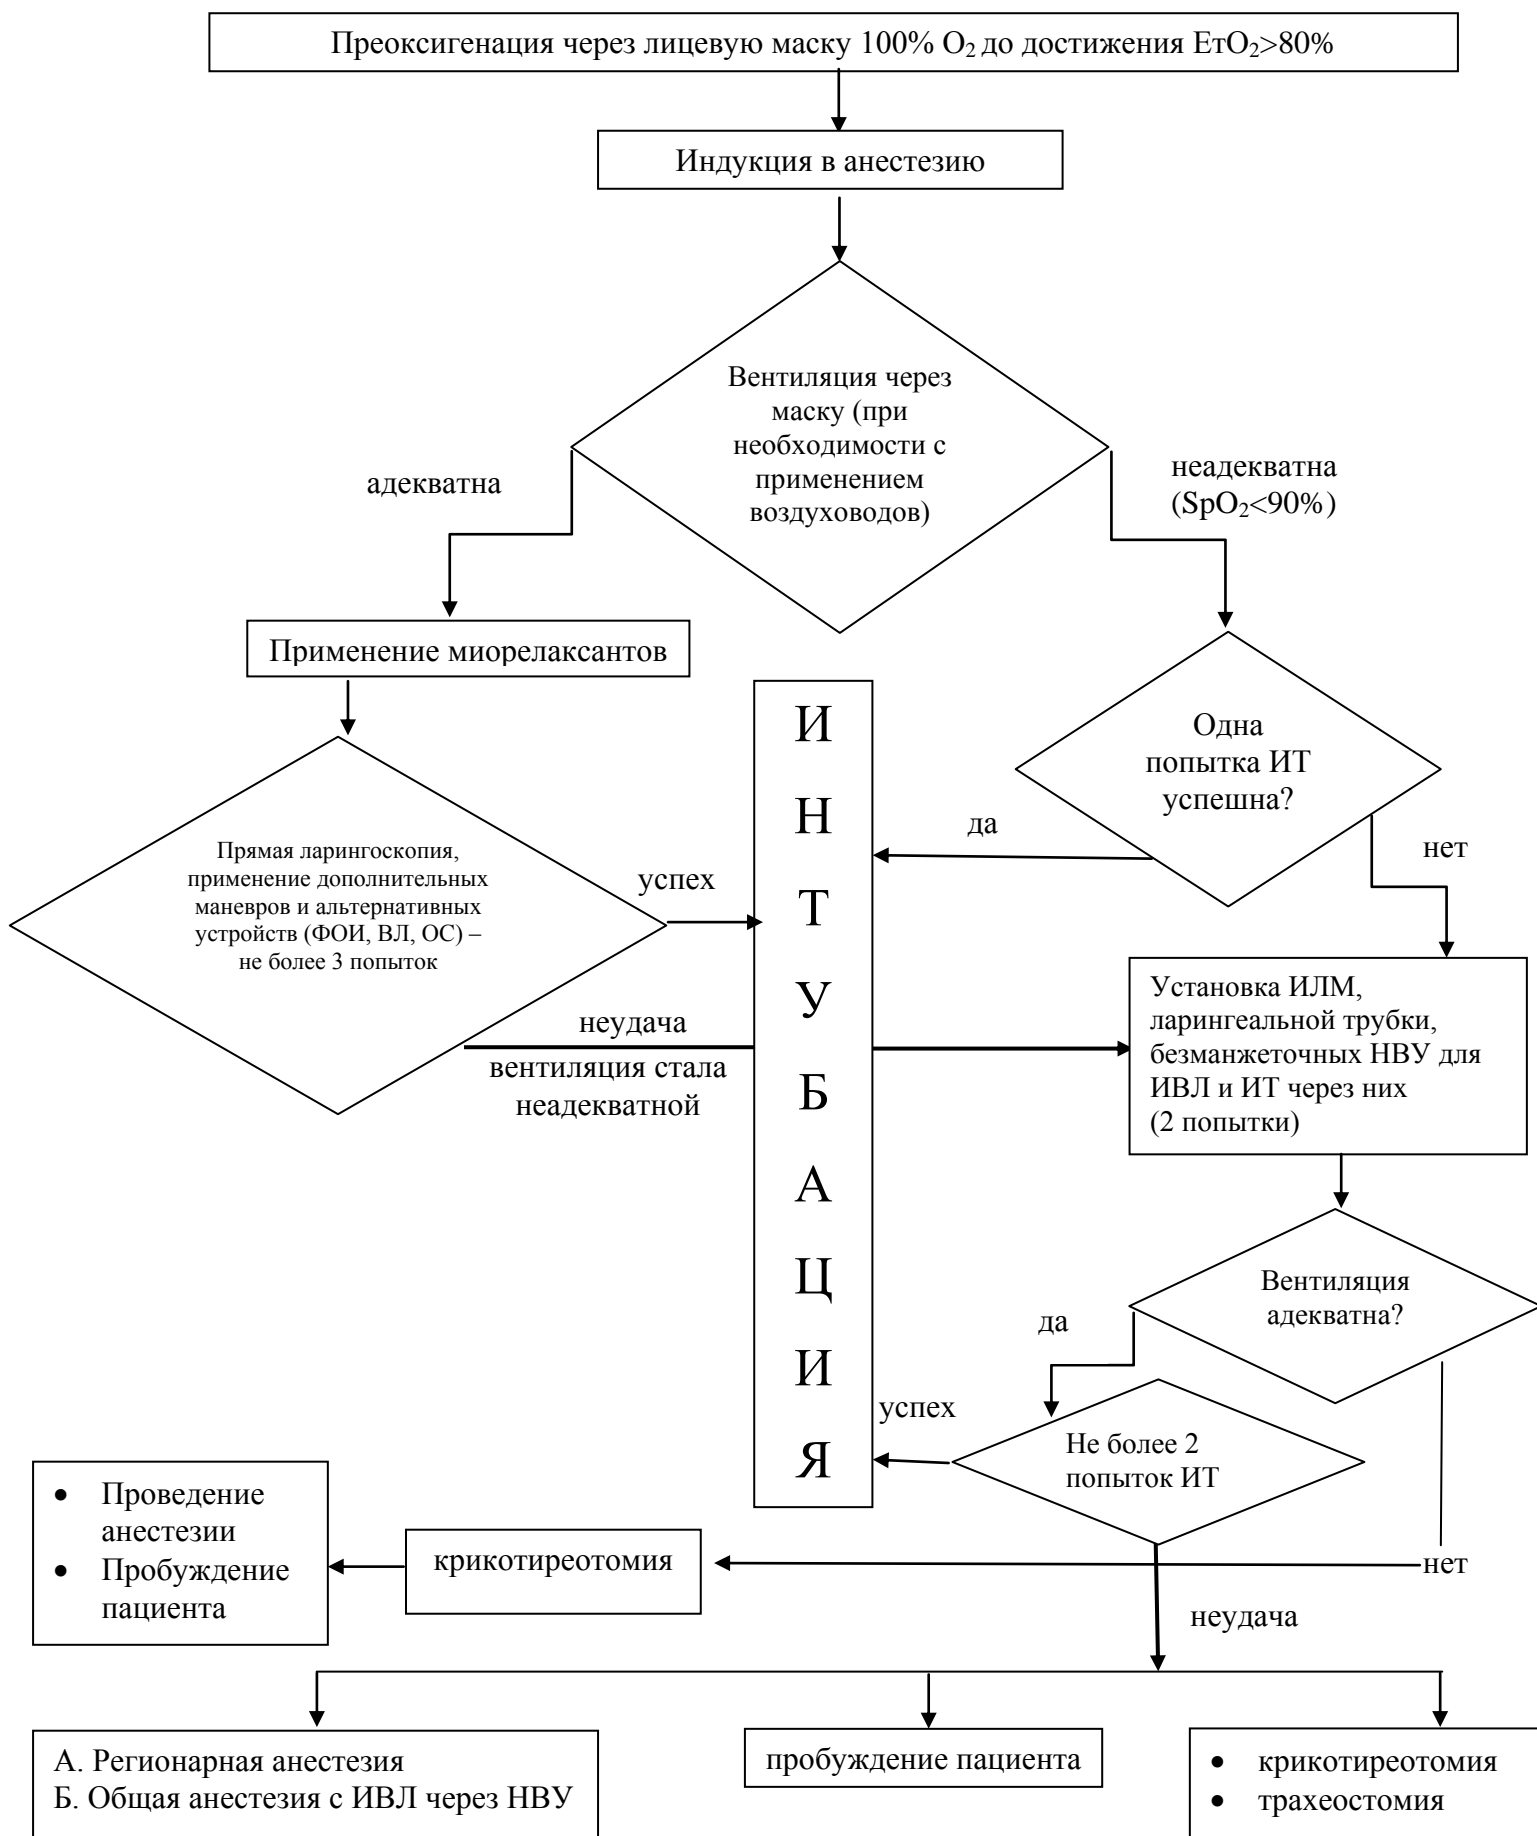 Преоксигенация через лицевую маску 100% O₂ до достижения EтO₂>80%
Индукция в анестезию
Вентиляция через
маску (при
необходимости с
применением
воздуховодов)
адекватна
неадекватна
(SpO₂<90%)
Применение миорелаксантов
Одна
попытка ИТ
успешна?
да
нет
Прямая ларингоскопия,
применение дополнительных
маневров и альтернативных
устройств (ФОИ, ВЛ, ОС) –
не более 3 попыток
успех
И
Н
Т
У
Б
А
Ц
И
Я
неудача
вентиляция стала
неадекватной
Установка ИЛМ,
ларингеальной трубки,
безманжеточных НВУ для
ИВЛ и ИТ через них
(2 попытки)
Вентиляция
адекватна?
да
успех
Не более 2
попыток ИТ
нет
неудача
крикотиреотомия
• Проведение
анестезии
• Пробуждение
пациента
А. Регионарная анестезия
Б. Общая анестезия с ИВЛ через НВУ
пробуждение пациента
• крикотиреотомия
• трахеостомия